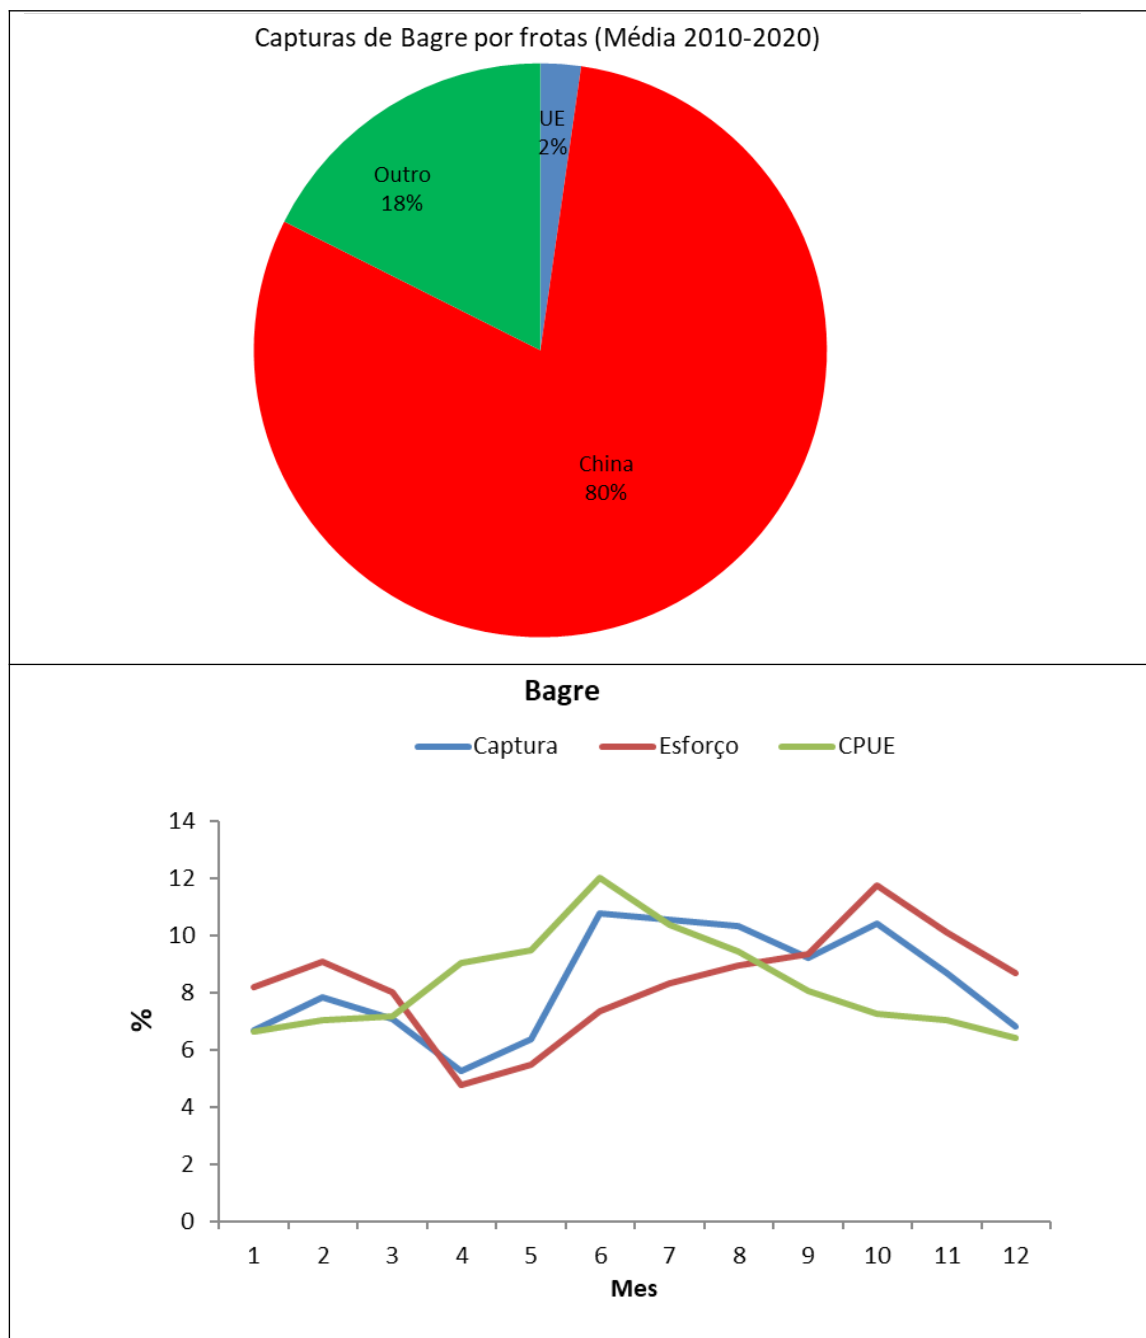 Capturas de Bagre por frotas (Média 2010-2020)
UE
2%
Outro
18%
China
80%
Bagre
Captura Esforço CPUE
14
12
10
8
6
4
2
0
%
1 2 3 4 5 6 7 8 9 10 11 12
Mes